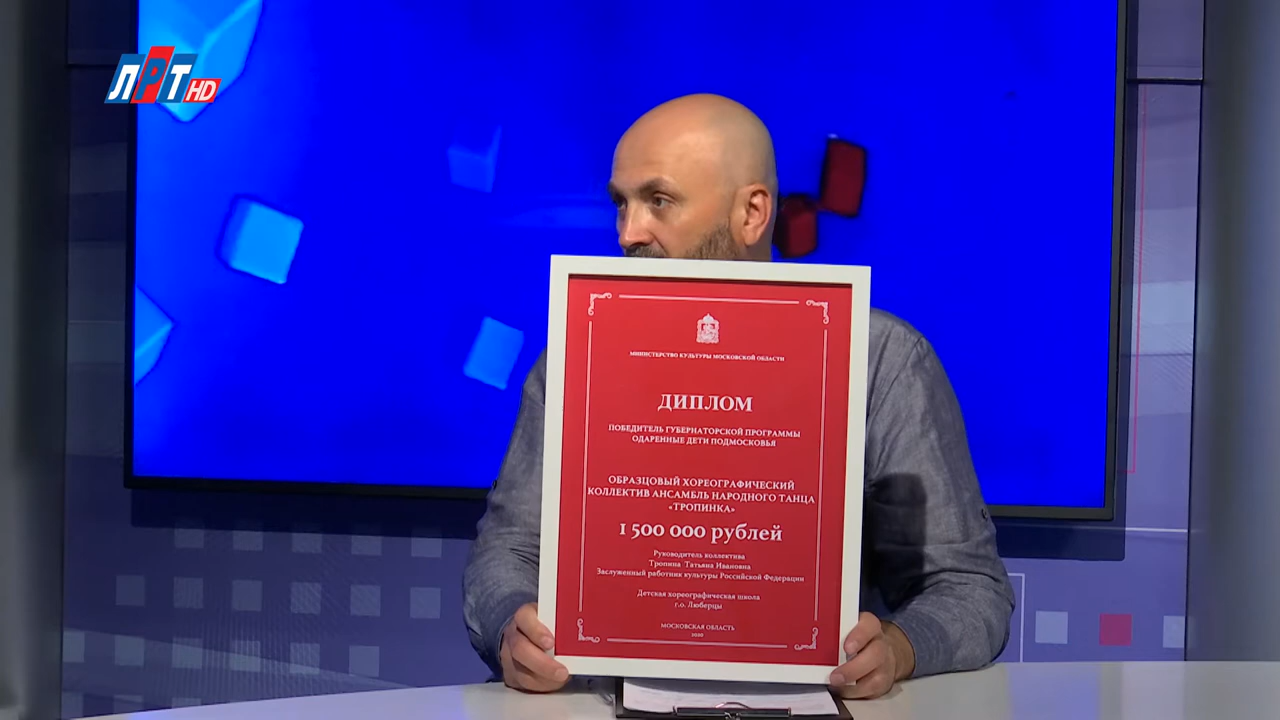 ЛРТ HD
МИНИСТЕРСТВО КУЛЬТУРЫ МОСКОВСКОЙ ОБЛАСТИ
ДИПЛОМ
ПОБЕДИТЕЛЬ ГУБЕРНАТОРСКОЙ ПРОГРАММЫ
ОДАРЕННЫЕ ДЕТИ ПОДМОСКОВЬЯ
ОБРАЗЦОВЫЙ ХОРЕОГРАФИЧЕСКИЙ
КОЛЛЕКТИВ АНСАМБЛЬ НАРОДНОГО ТАНЦА
«ТРОПИНКА»
1 500 000 рублей
Руководитель коллектива
Тропина Татьяна Ивановна
Заслуженный работник культуры Российской Федерации
Детская хореографическая школа
г.о. Люберцы
МОСКОВСКАЯ ОБЛАСТЬ
2020